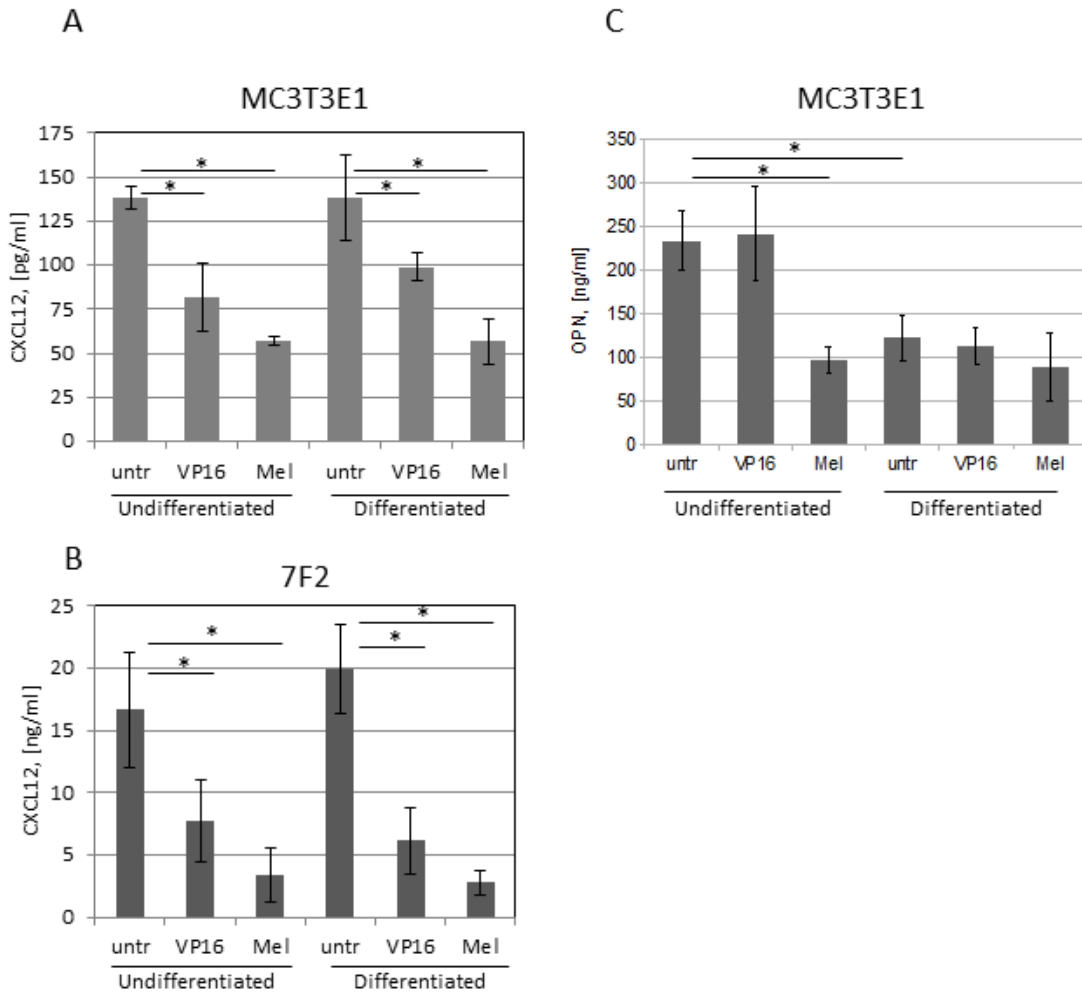 A
MC3T3E1
CXCL12, [pg/ml]
175
150
125
100
75
50
25
0
*
*
*
*
untr VP16 Mel untr VP16 Mel
Undifferentiated Differentiated
B
7F2
CXCL12, [ng/ml]
25
20
15
10
5
0
*
*
*
*
untr VP16 Mel untr VP16 Mel
Undifferentiated Differentiated
C
MC3T3E1
OPN, [ng/ml]
350
300
250
200
150
100
50
0
*
*
untr VP16 Mel untr VP16 Mel
Undifferentiated Differentiated